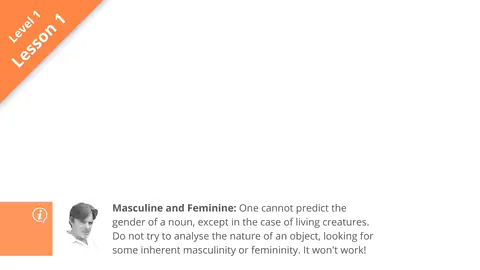 Level 1
Lesson 1
Masculine and Feminine: One cannot predict the
gender of a noun, except in the case of living creatures.
Do not try to analyse the nature of an object, looking for
some inherent masculinity or femininity. It won't work!